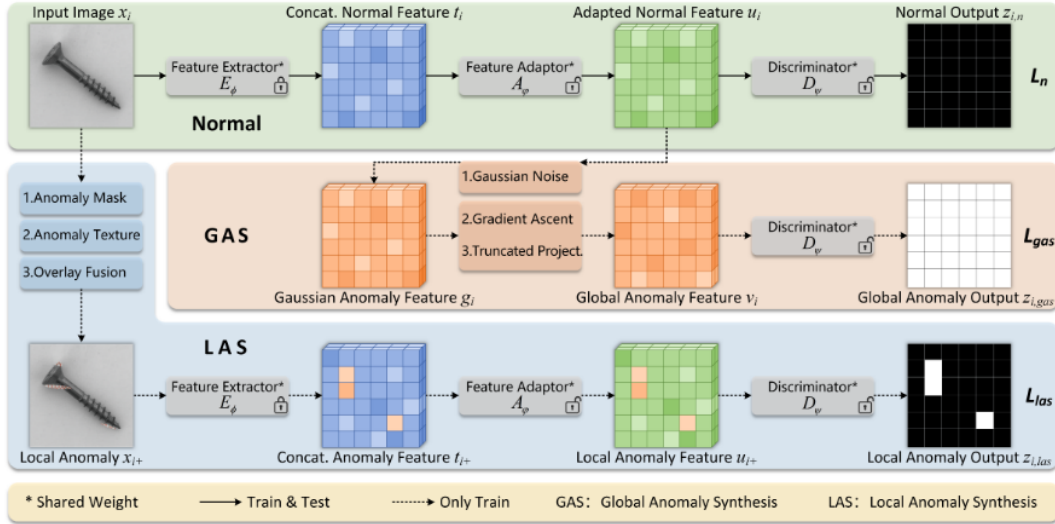 Input Image x_i
Concat. Normal Feature t_i
Adapted Normal Feature u_i
Normal Output z_{i,n}
Feature Extractor*
E_ϕ
Feature Adaptor*
A_φ
Discriminator*
D_ψ
L_n
Normal
1.Anomaly Mask
2.Anomaly Texture
3.Overlay Fusion
GAS
1.Gaussian Noise
2.Gradient Ascent
3.Truncated Project.
Discriminator*
D_ψ
L_gas
Gaussian Anomaly Feature g_i
Global Anomaly Feature v_i
Global Anomaly Output z_{i,gas}
LAS
Feature Extractor*
E_ϕ
Feature Adaptor*
A_φ
Discriminator*
D_ψ
L_las
Local Anomaly x_{i+}
Concat. Anomaly Feature t_{i+}
Local Anomaly Feature u_{i+}
Local Anomaly Output z_{i,las}
* Shared Weight
Train & Test
Only Train
GAS: Global Anomaly Synthesis
LAS: Local Anomaly Synthesis